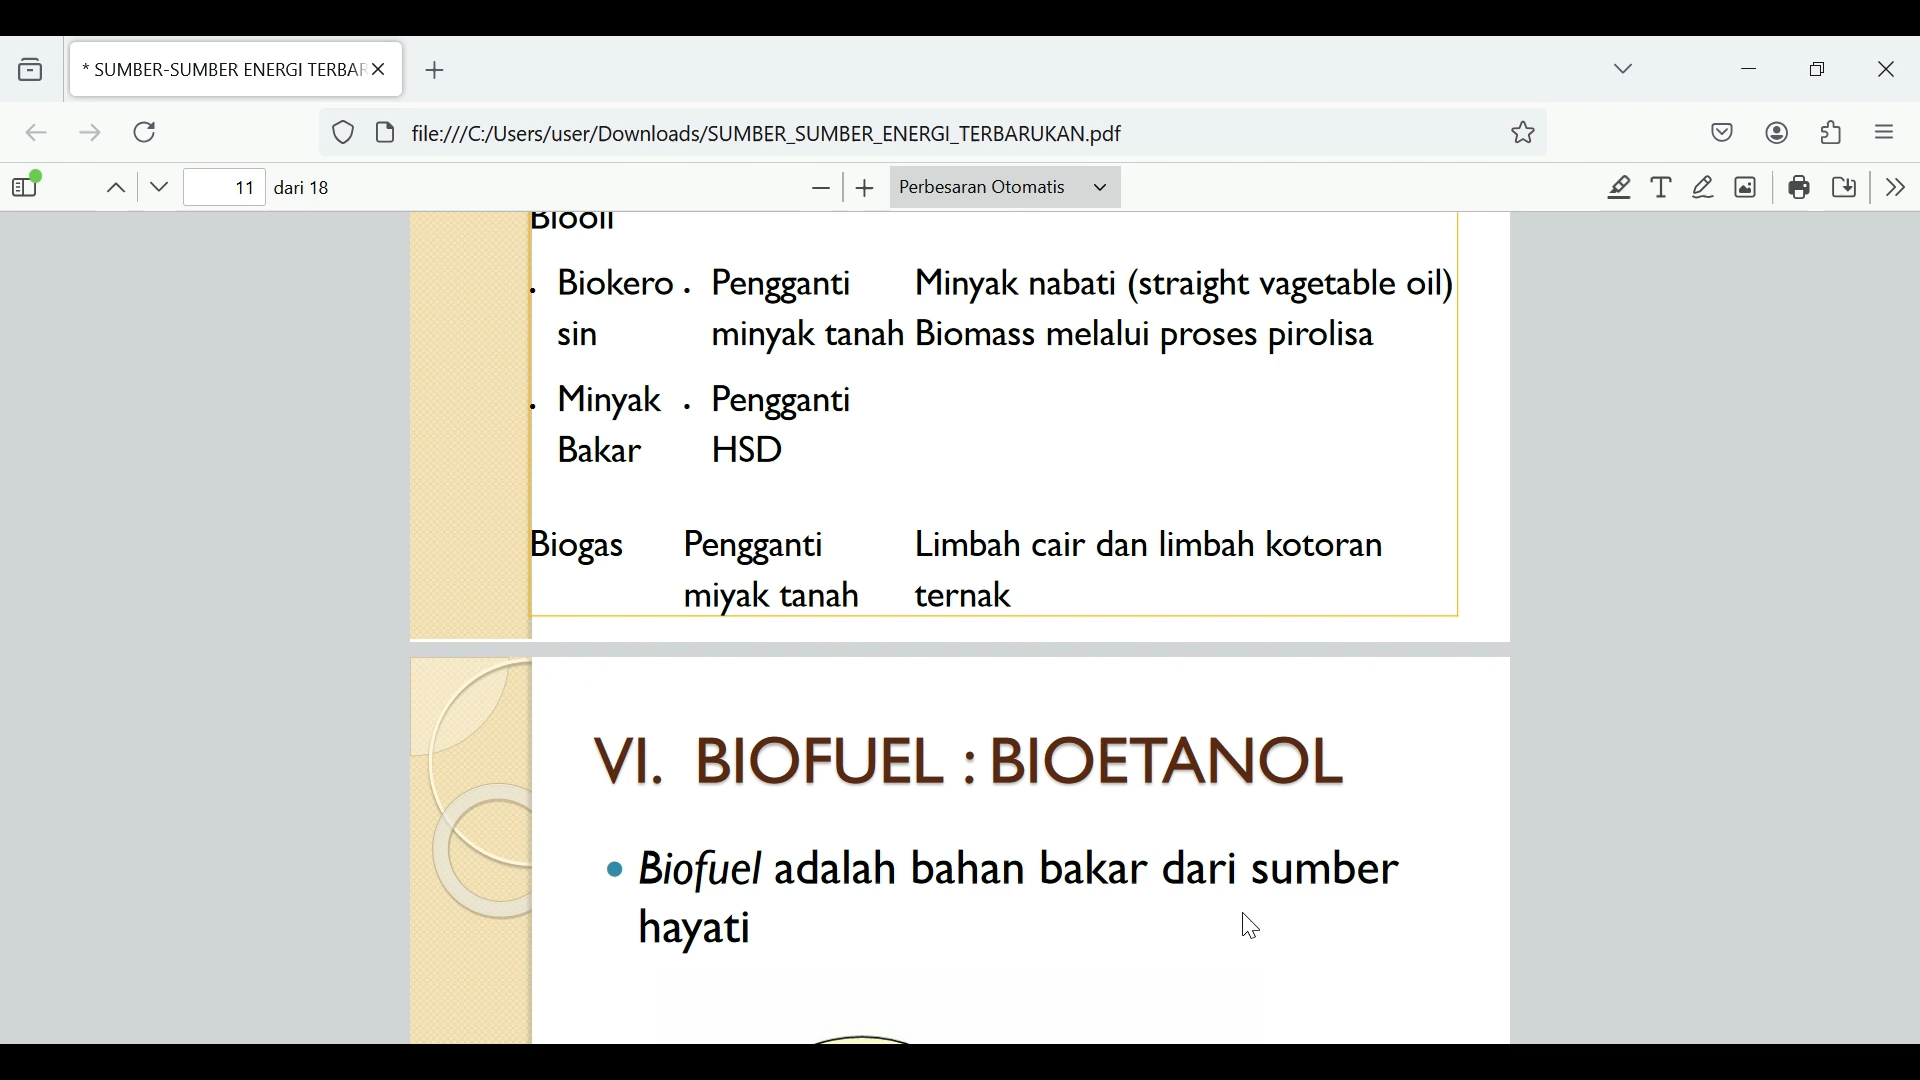 * SUMBER-SUMBER ENERGI TERBAR
file:///C:/Users/user/Downloads/SUMBER_SUMBER_ENERGI_TERBARUKAN.pdf
11 dari 18
Perbesaran Otomatis
Biooil
. Biokero . Pengganti Minyak nabati (straight vagetable oil)
sin minyak tanah Biomass melalui proses pirolisa
. Minyak . Pengganti
Bakar HSD
Biogas Pengganti Limbah cair dan limbah kotoran
miyak tanah ternak
VI. BIOFUEL : BIOETANOL
• Biofuel adalah bahan bakar dari sumber
hayati